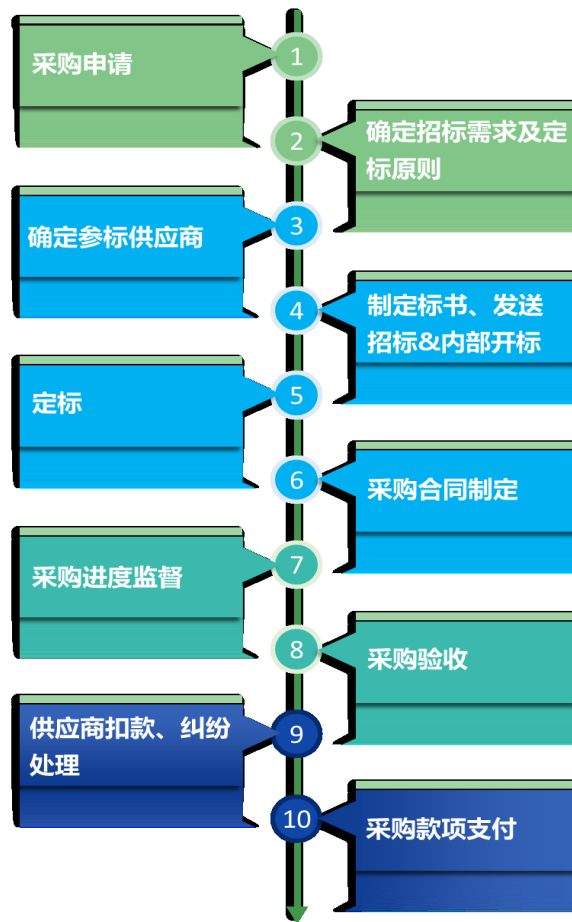 采购申请
1
2
确定招标需求及定
标原则
确定参标供应商
3
4
制定标书、发送
招标&内部开标
定标
5
6
采购合同制定
采购进度监督
7
8
采购验收
供应商扣款、纠纷
处理
9
10
采购款项支付